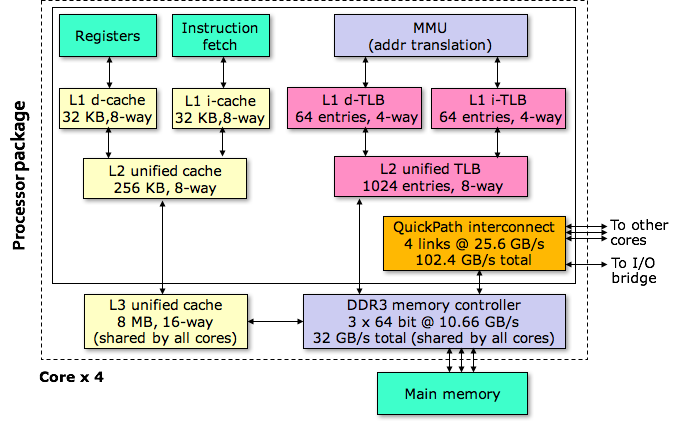 Processor package
Registers
Instruction
fetch
MMU
(addr translation)
L1 d-cache
32 KB,8-way
L1 i-cache
32 KB,8-way
L1 d-TLB
64 entries, 4-way
L1 i-TLB
64 entries, 4-way
L2 unified cache
256 KB, 8-way
L2 unified TLB
1024 entries, 8-way
QuickPath interconnect
4 links @ 25.6 GB/s
102.4 GB/s total
To other
cores
To I/O
bridge
L3 unified cache
8 MB, 16-way
(shared by all cores)
DDR3 memory controller
3 x 64 bit @ 10.66 GB/s
32 GB/s total (shared by all cores)
Core x 4
Main memory